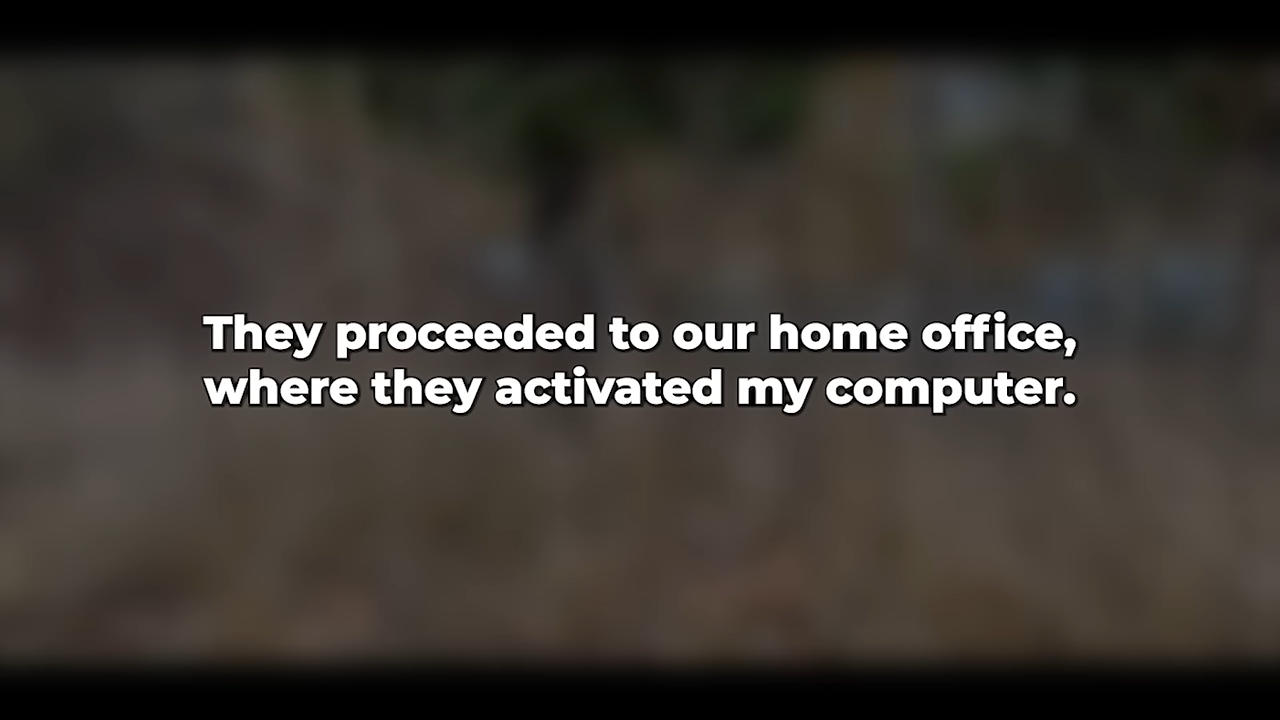 They proceeded to our home office,
where they activated my computer.